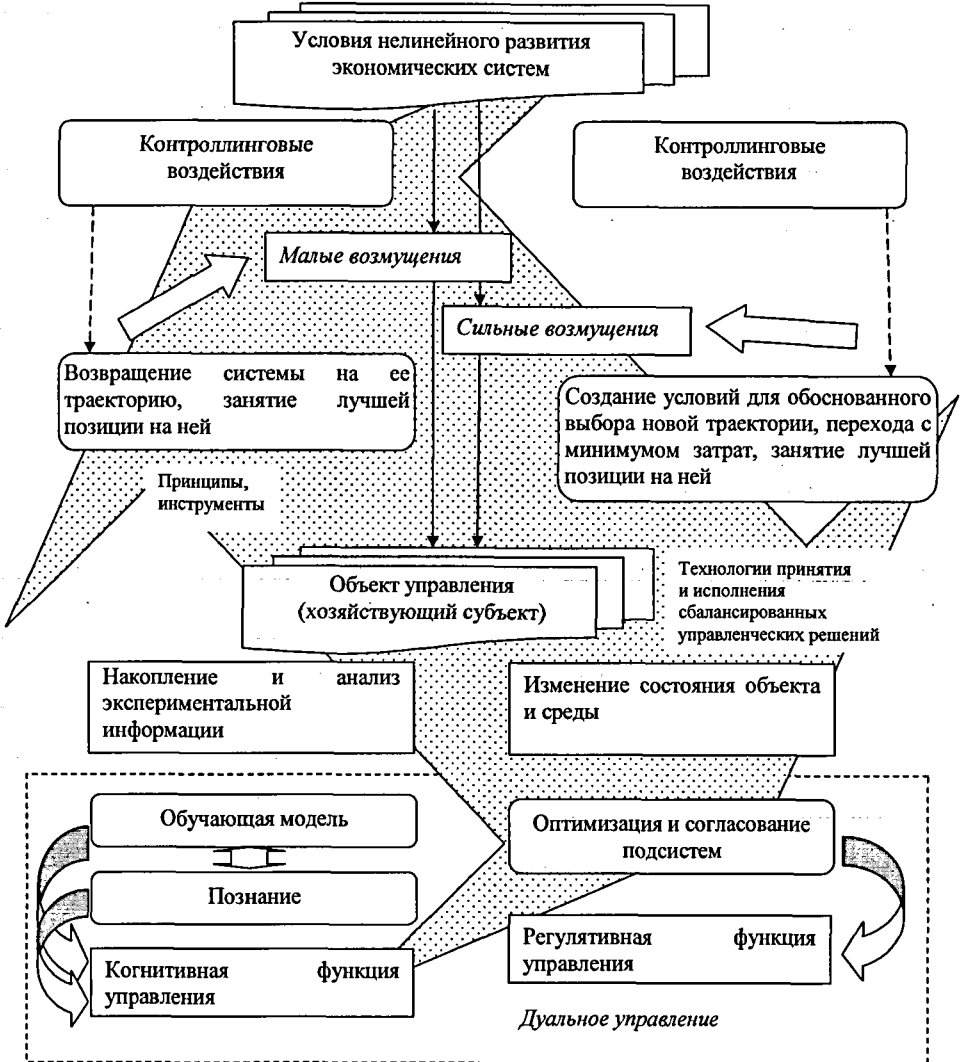 Условия нелинейного развития
экономических систем
Контроллинговые
воздействия
Контроллинговые
воздействия
Малые возмущения
Сильные возмущения
Возвращение системы на ее
траекторию, занятие лучшей
позиции на ней
Создание условий для обоснованного
выбора новой траектории, перехода с
минимумом затрат, занятие лучшей
позиции на ней
Принципы,
инструменты
Объект управления
(хозяйствующий субъект)
Технологии принятия
и исполнения
сбалансированных
управленческих решений
Накопление и анализ
экспериментальной
информации
Изменение состояния объекта
и среды
Обучающая модель
Оптимизация и согласование
подсистем
Познание
Когнитивная функция
управления
Регулятивная функция
управления
Дуальное управление